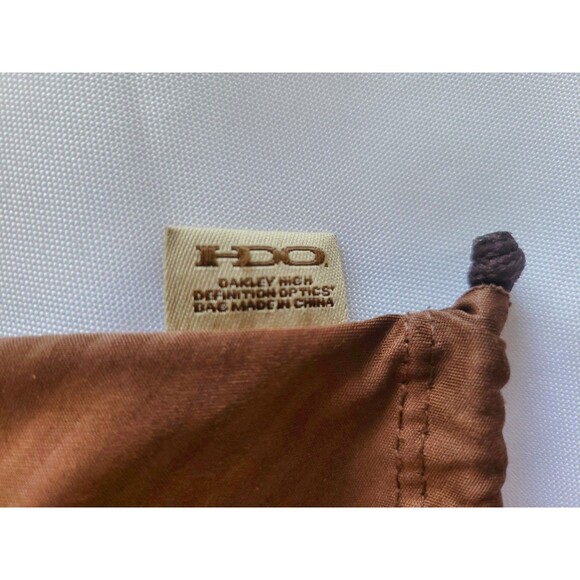 HDO.
OAKLEY HIGH
DEFINITION OPTICS
BAG MADE IN CHINA